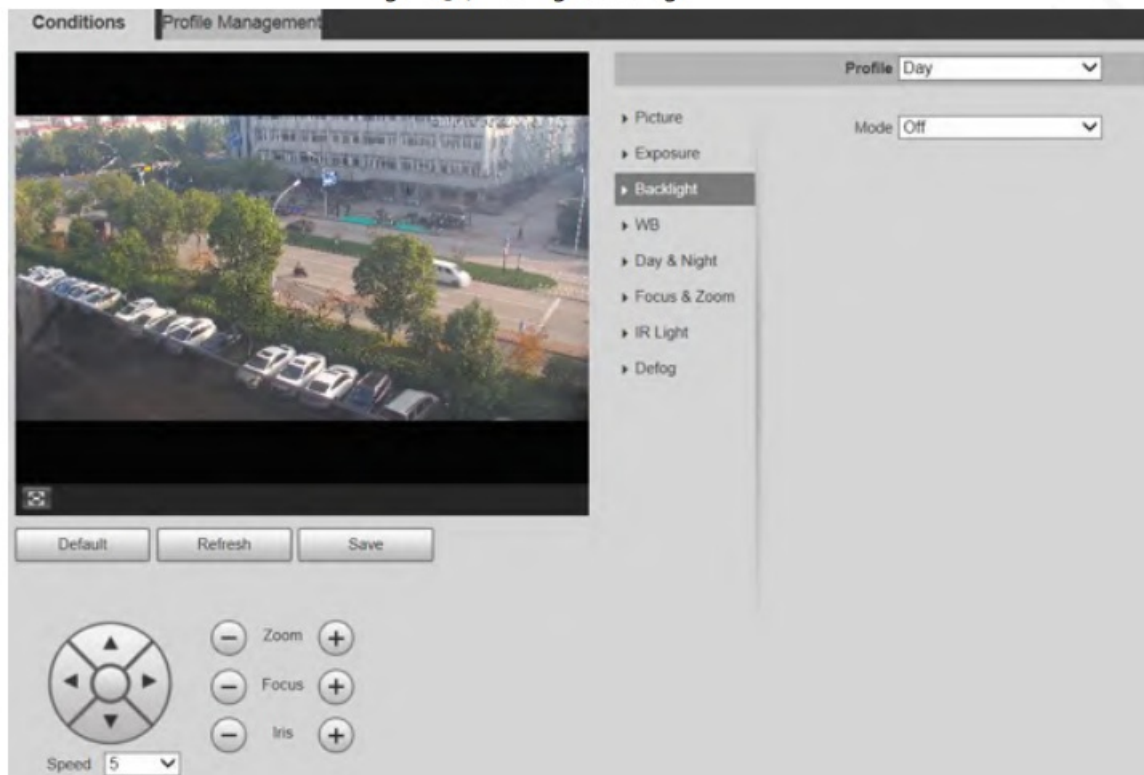 Conditions
Profile Management
Profile Day
Picture
Mode Off
Exposure
Backlight
WB
Day & Night
Focus & Zoom
IR Light
Defog
Default
Refresh
Save
Zoom
Focus
Iris
Speed 5